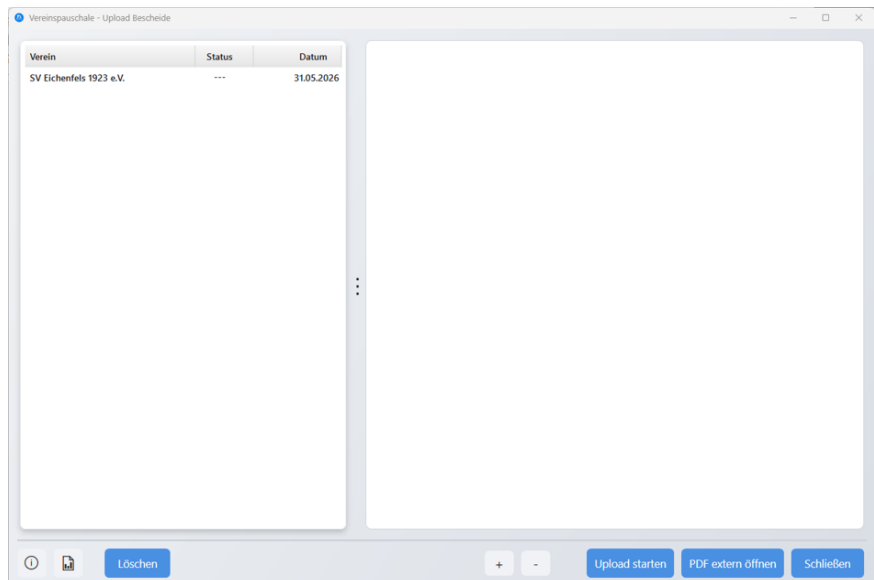 Vereinspauschale - Upload Bescheide
Verein Status Datum
SV Eichenfels 1923 e.V. --- 31.05.2026
Löschen + - Upload starten PDF extern öffnen Schließen